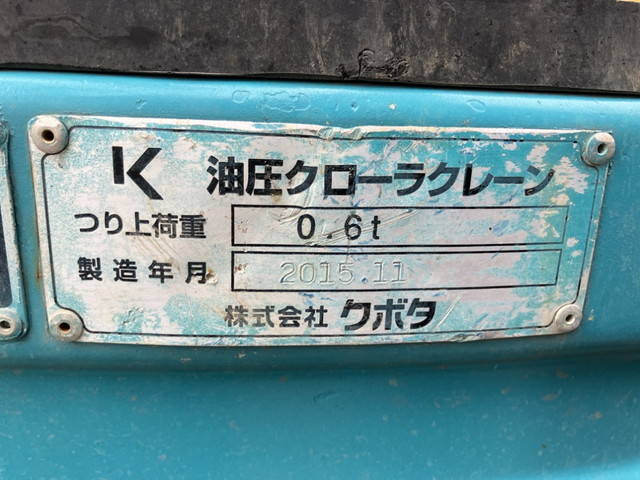 K 油圧クローラクレーン
つり上荷重 0.6t
製造年月 2015.11
株式会社 クボタ